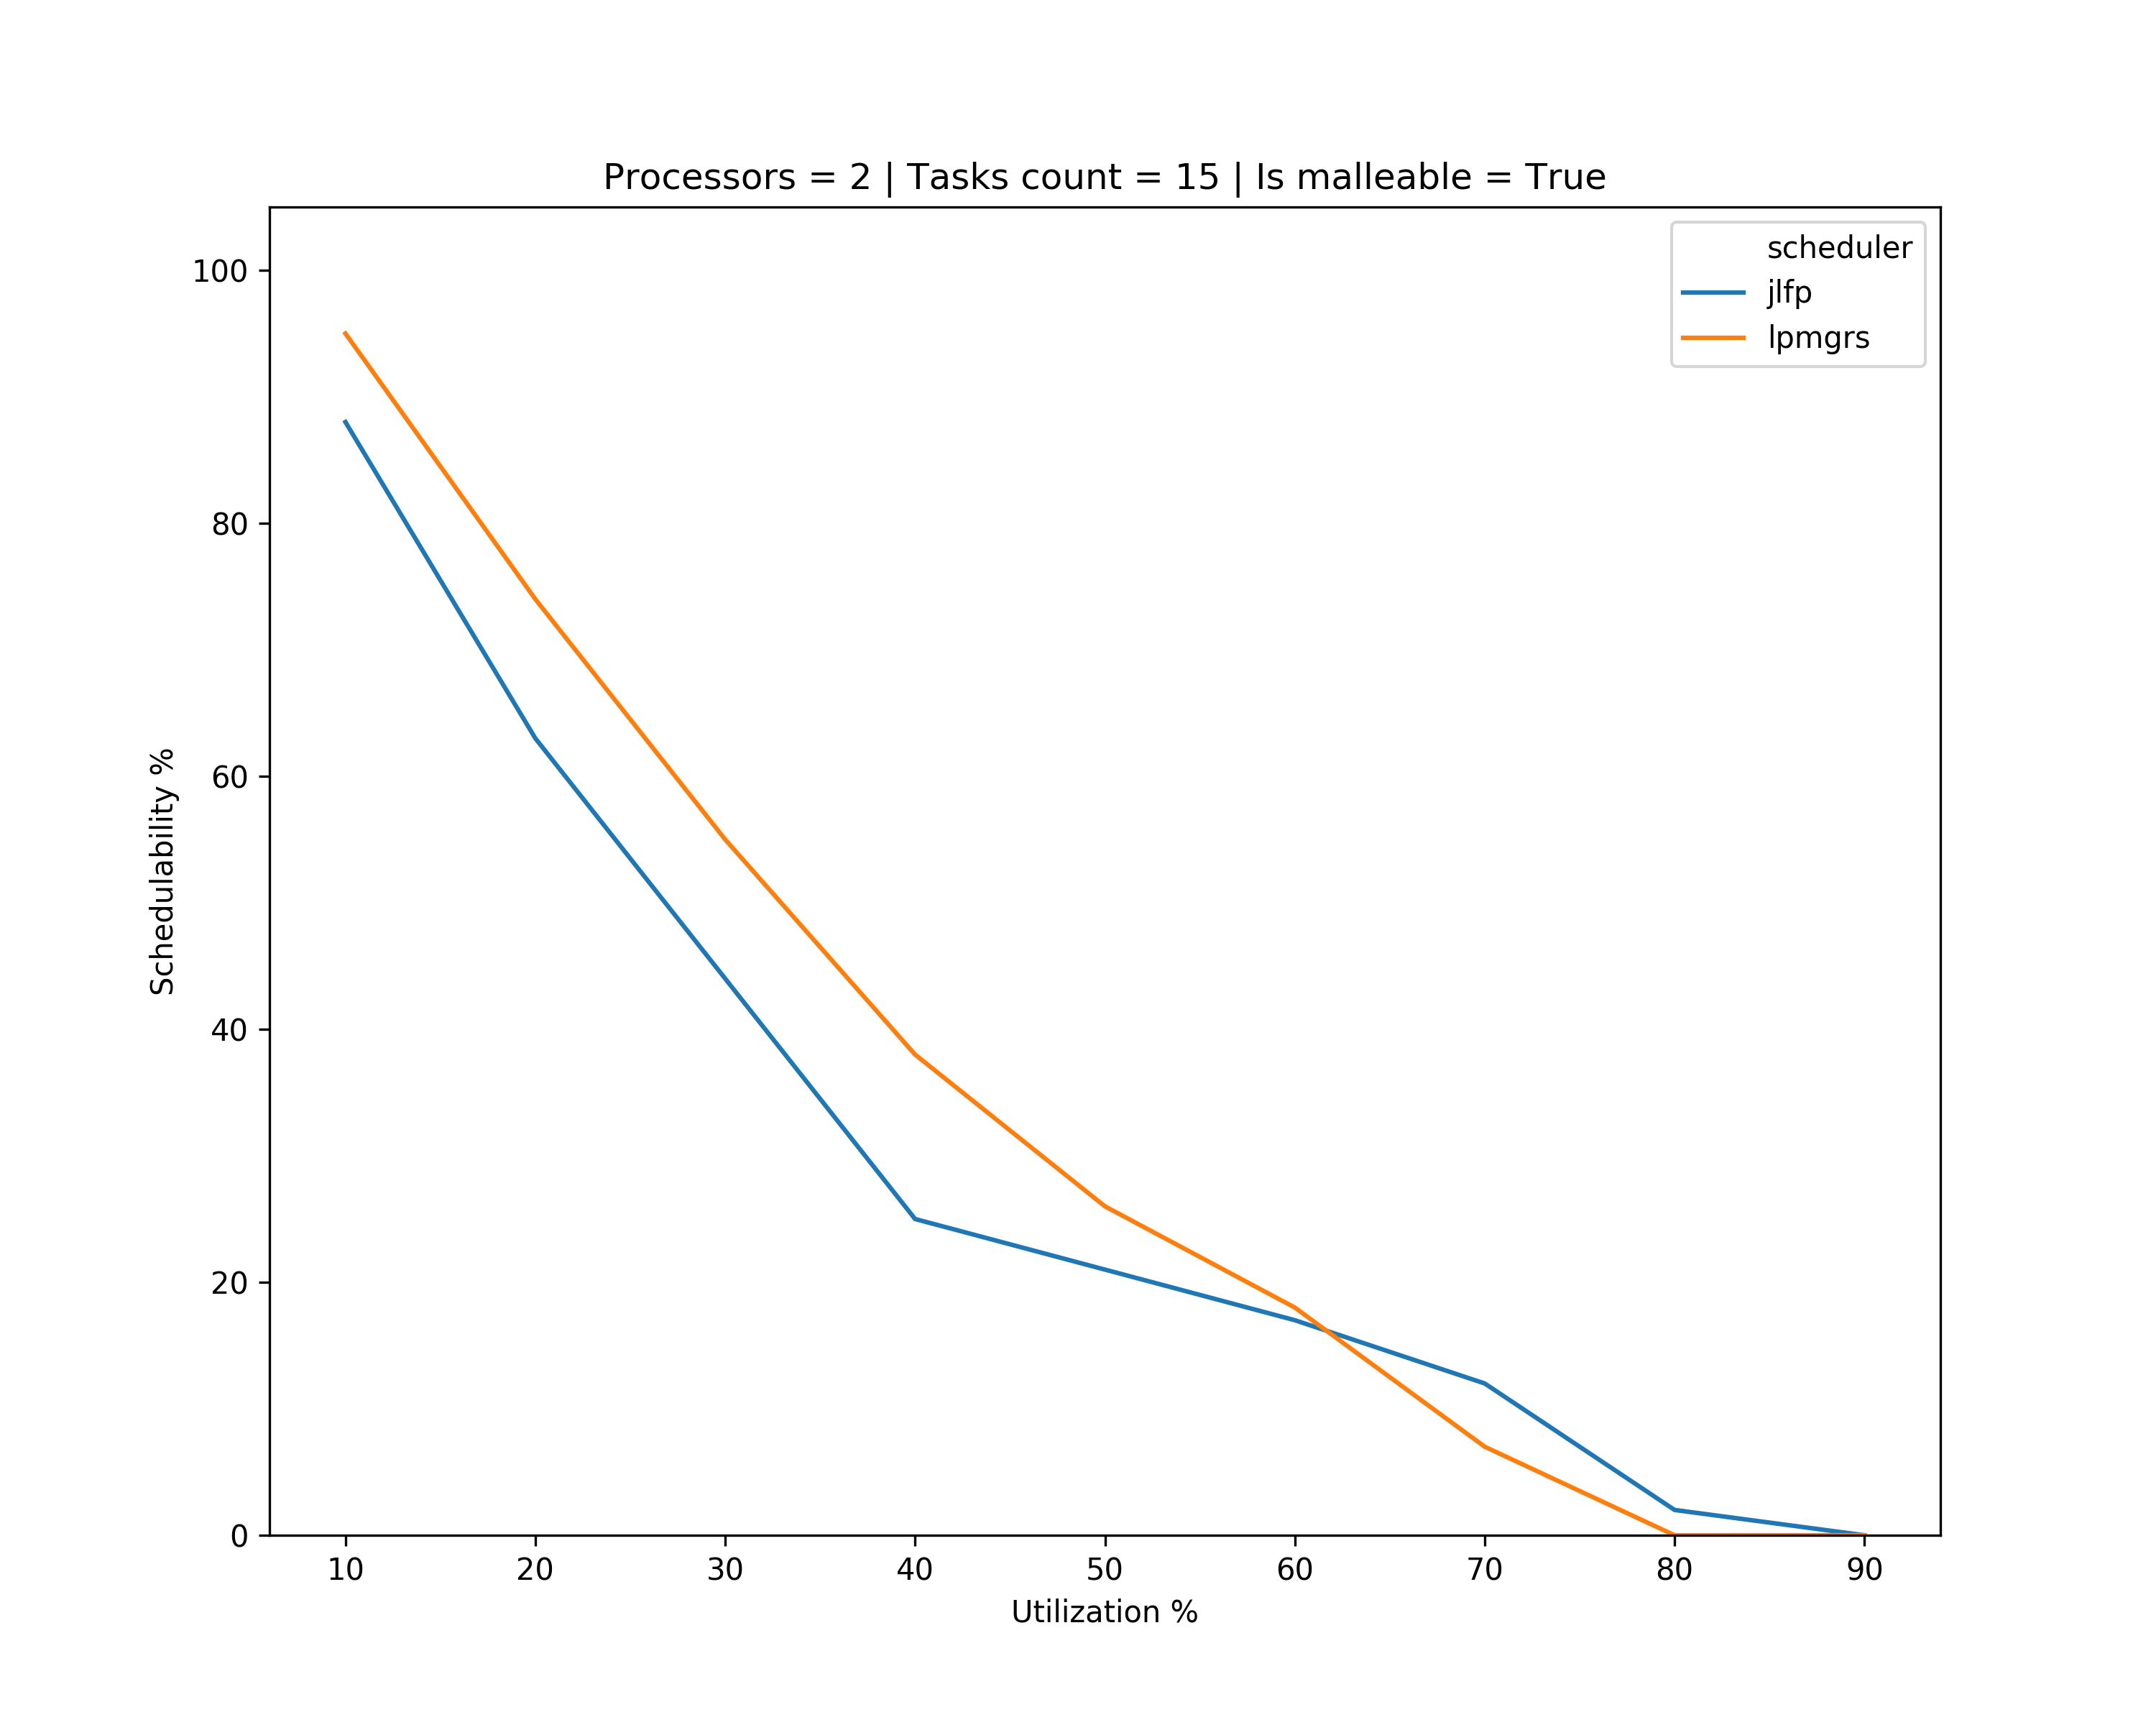 Processors = 2 | Tasks count = 15 | Is malleable = True
scheduler
jlfp
lpmgrs
Schedulability %
100
80
60
40
20
0
10 20 30 40 50 60 70 80 90
Utilization %